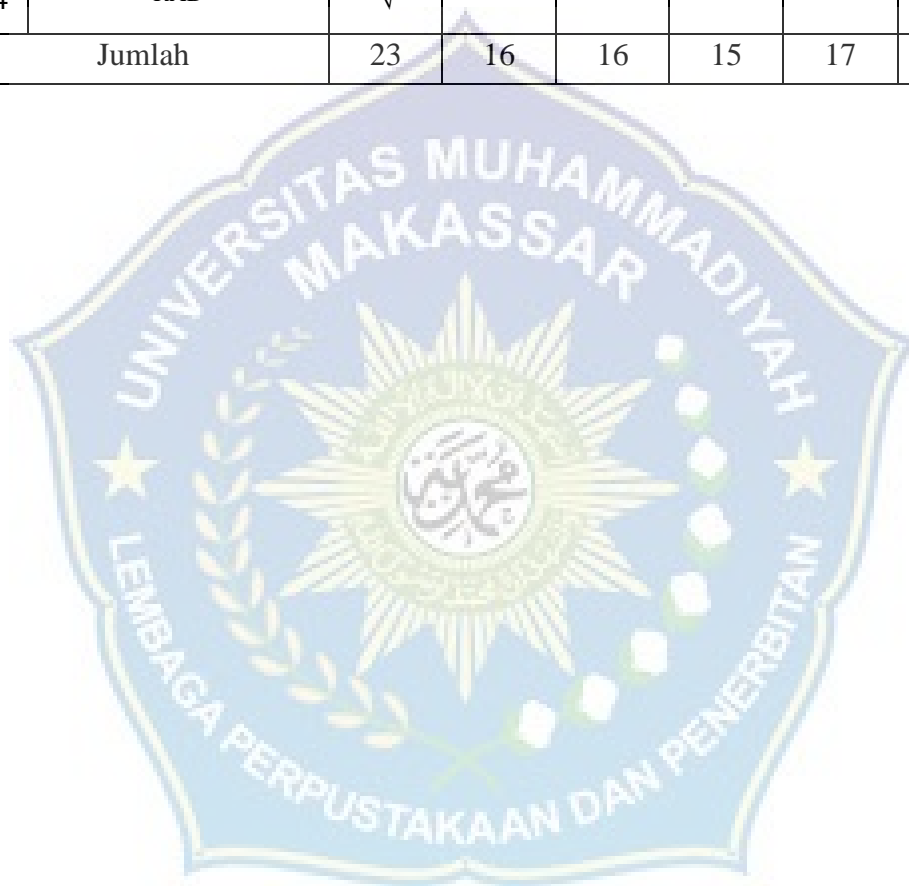 √
Jumlah 23 16 16 15 17
UNIVERSITAS MUHAMMADIYAH
MAKASSAR
LEMBAGA PERPUSTAKAAN DAN PENERBITAN